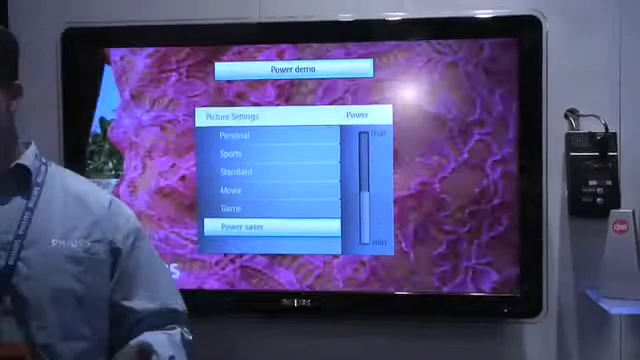 Power demo
Picture Settings
Power
Personal
max
Sports
Standard
Movie
Game
Power saver
min
PHILIPS
PHILIPS